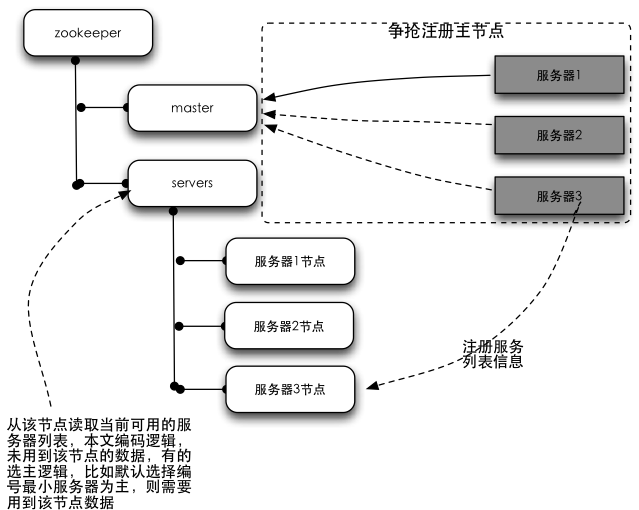 zookeeper
争抢注册主节点
服务器1
master
服务器2
servers
服务器3
服务器1节点
服务器2节点
注册服务
列表信息
服务器3节点
从该节点读取当前可用的服
务器列表，本文编码逻辑，
未用到该节点的数据，有的
选主逻辑，比如默认选择编
号最小服务器为主，则需要
用到该节点数据